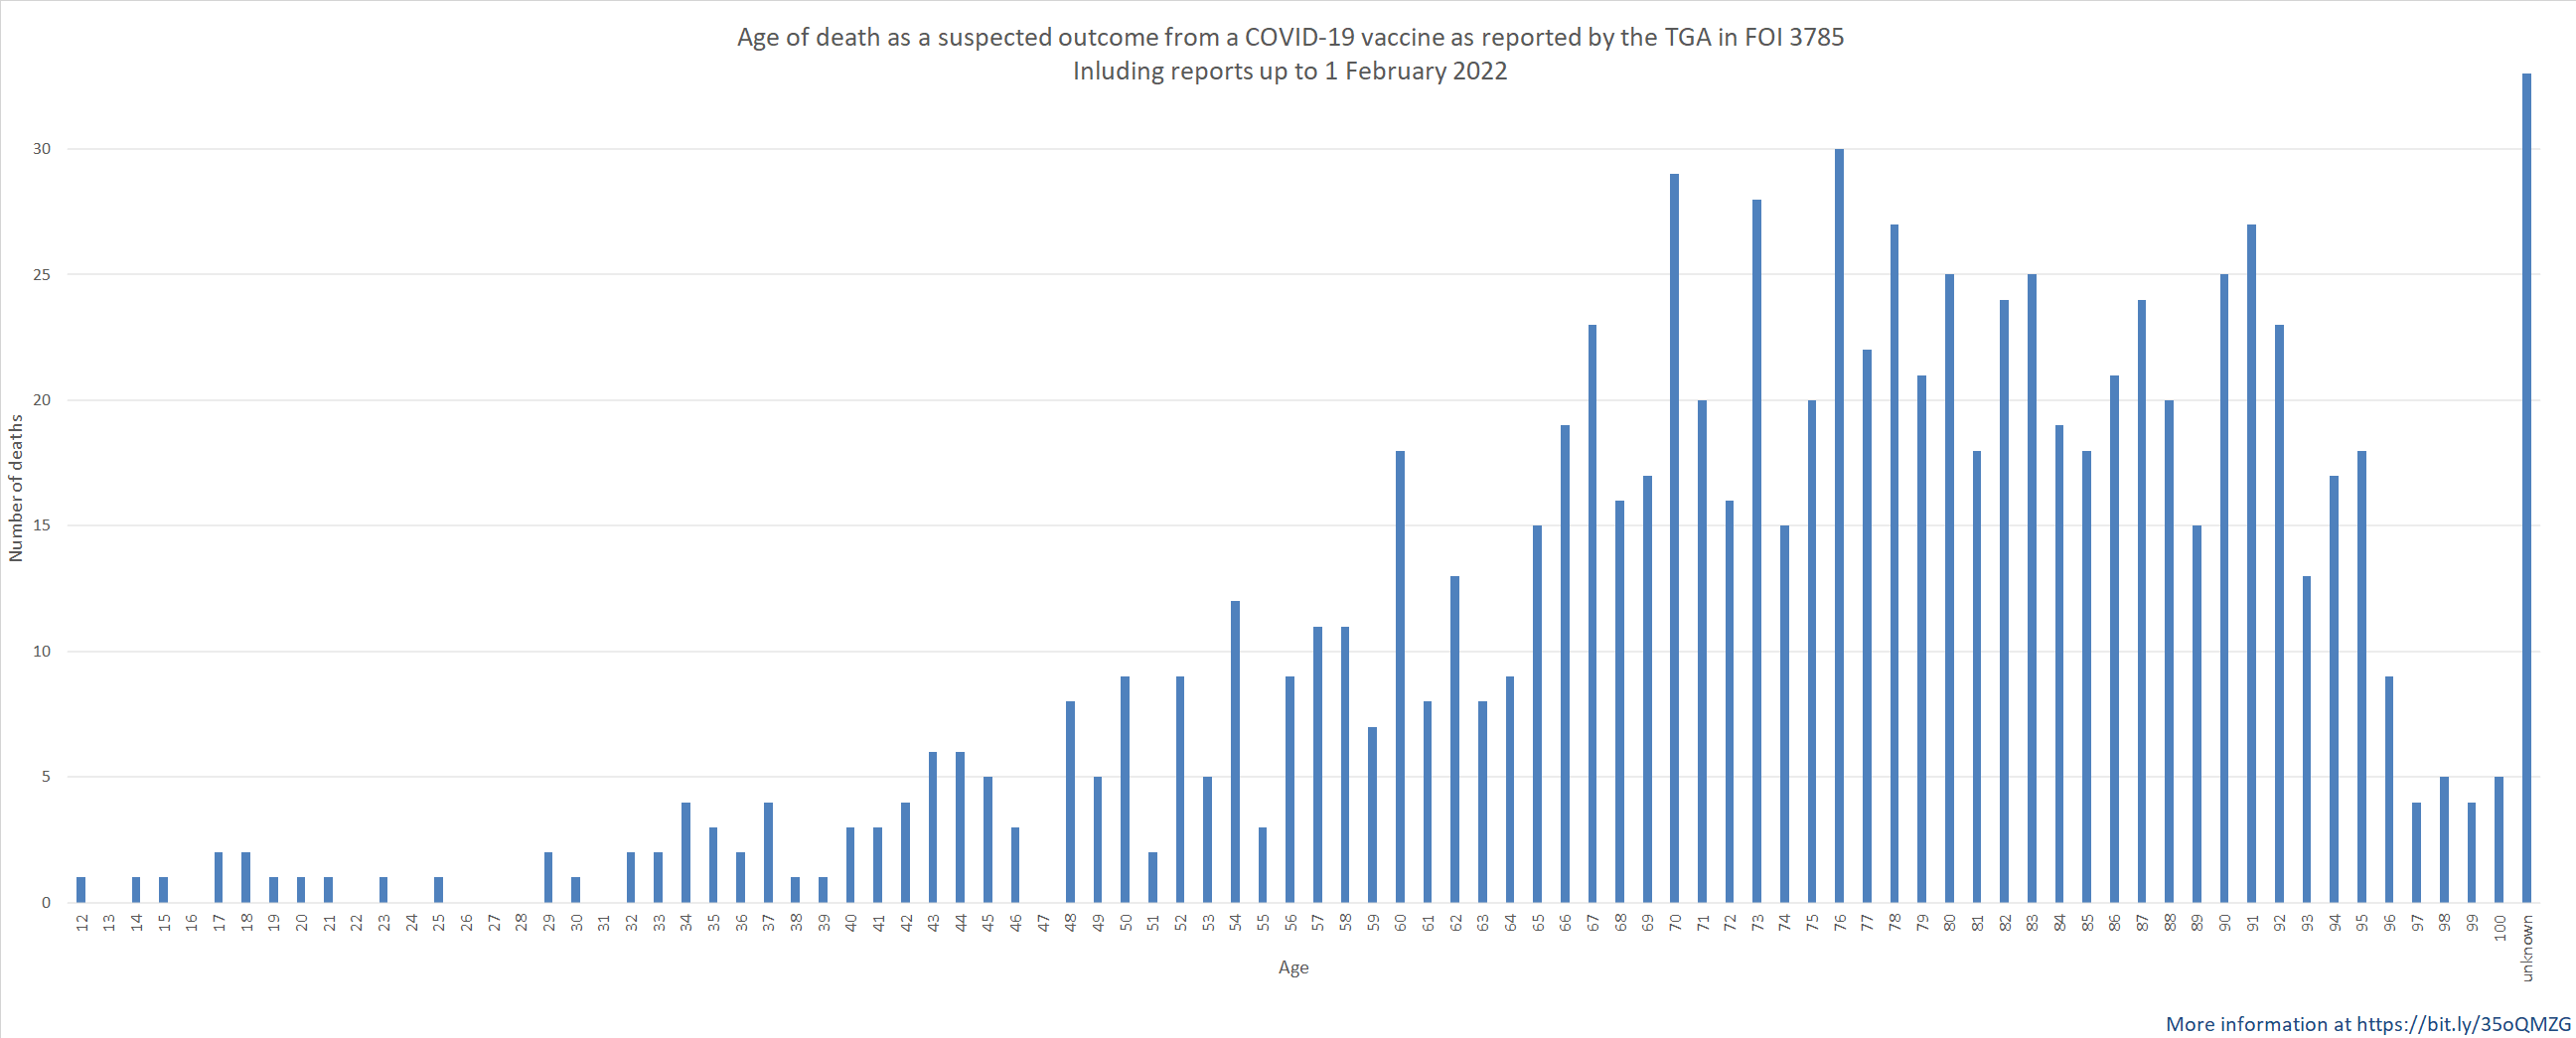 Age of death as a suspected outcome from a COVID-19 vaccine as reported by the TGA in FOI 3785
Inluding reports up to 1 February 2022
Number of deaths
30
25
20
15
10
5
0
12 13 14 15 16 17 18 19 20 21 22 23 24 25 26 27 28 29 30 31 32 33 34 35 36 37 38 39 40 41 42 43 44 45 46 47 48 49 50 51 52 53 54 55 56 57 58 59 60 61 62 63 64 65 66 67 68 69 70 71 72 73 74 75 76 77 78 79 80 81 82 83 84 85 86 87 88 89 90 91 92 93 94 95 96 97 98 99 100 unknown
Age
More information at https://bit.ly/35oQMZG